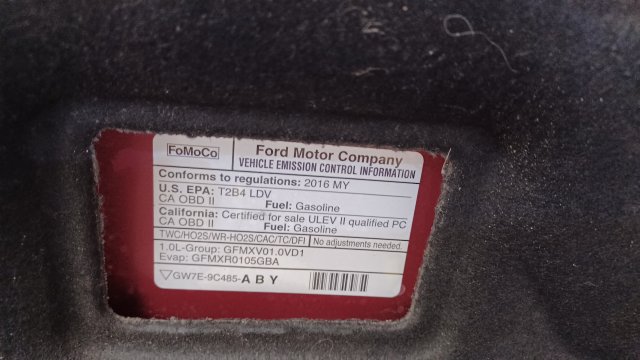 FoMoCo
Ford Motor Company
VEHICLE EMISSION CONTROL INFORMATION
Conforms to regulations: 2016 MY
U.S. EPA: T2B4 LDV
CA OBD II Fuel: Gasoline
California: Certified for sale ULEV II qualified PC
CA OBD II Fuel: Gasoline
TWC/HO2S/WR-HO2S/CAC/TC/DFI No adjustments needed.
1.0L-Group: GFMXV01.0VD1
Evap: GFMXR0105GBA
GW7E-9C485-A B Y